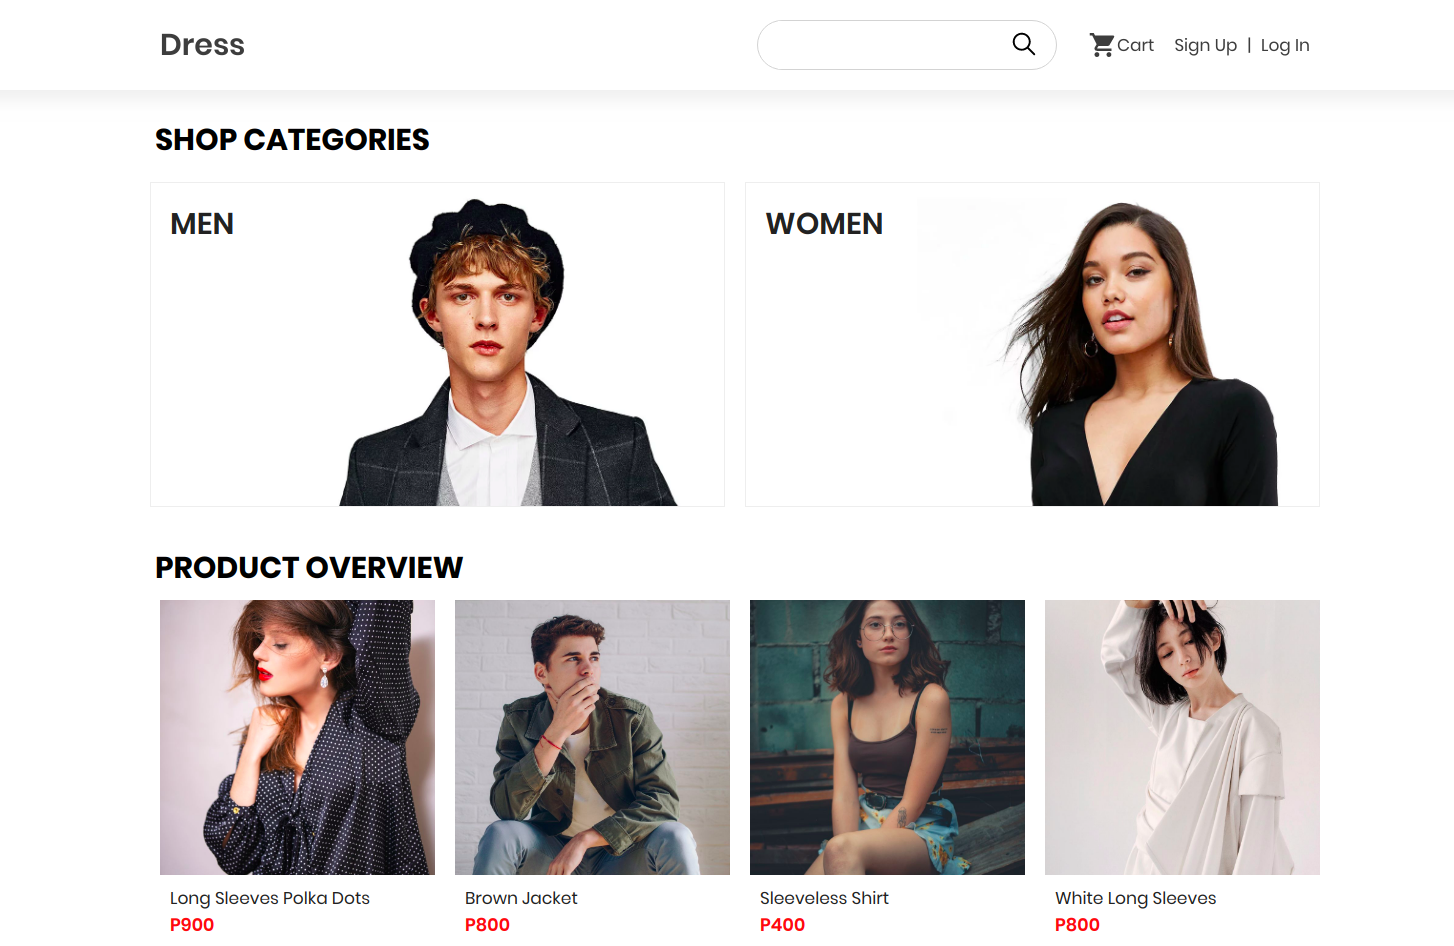 Dress
Cart Sign Up | Log In
SHOP CATEGORIES
MEN
WOMEN
PRODUCT OVERVIEW
Long Sleeves Polka Dots
P900
Brown Jacket
P800
Sleeveless Shirt
P400
White Long Sleeves
P800